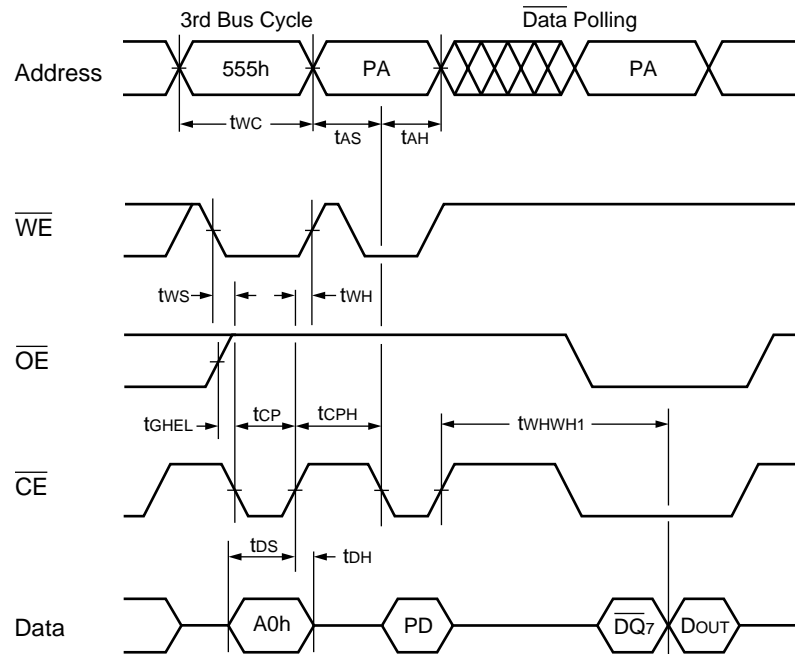 3rd Bus Cycle Data Polling
Address 555h PA PA
tWC tAS tAH
WE
tWS tWH
OE
tGHEL tCP tCPH tWHWH1
CE
tDS tDH
Data A0h PD DQ7 DOUT